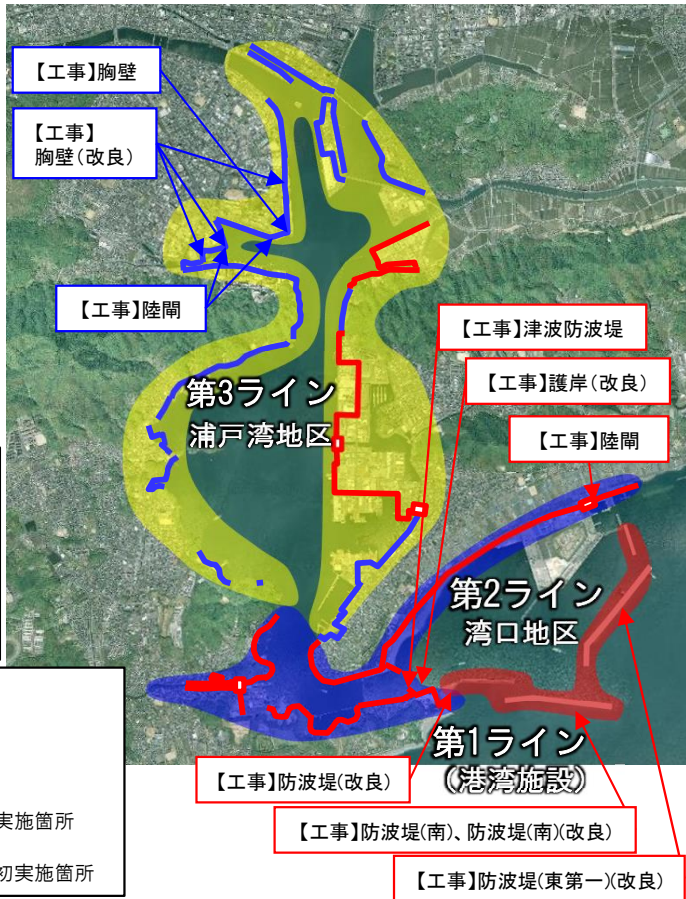 【工事】胸壁
【工事】
胸壁(改良)
【工事】陸閘
【工事】津波防波堤
【工事】護岸(改良)
【工事】陸閘
第3ライン
浦戸湾地区
第2ライン
湾口地区
第1ライン
(港湾施設)
【工事】防波堤(改良)
【工事】防波堤(南)、防波堤(南)(改良)
【工事】防波堤(東第一)(改良)
実施箇所
初実施箇所